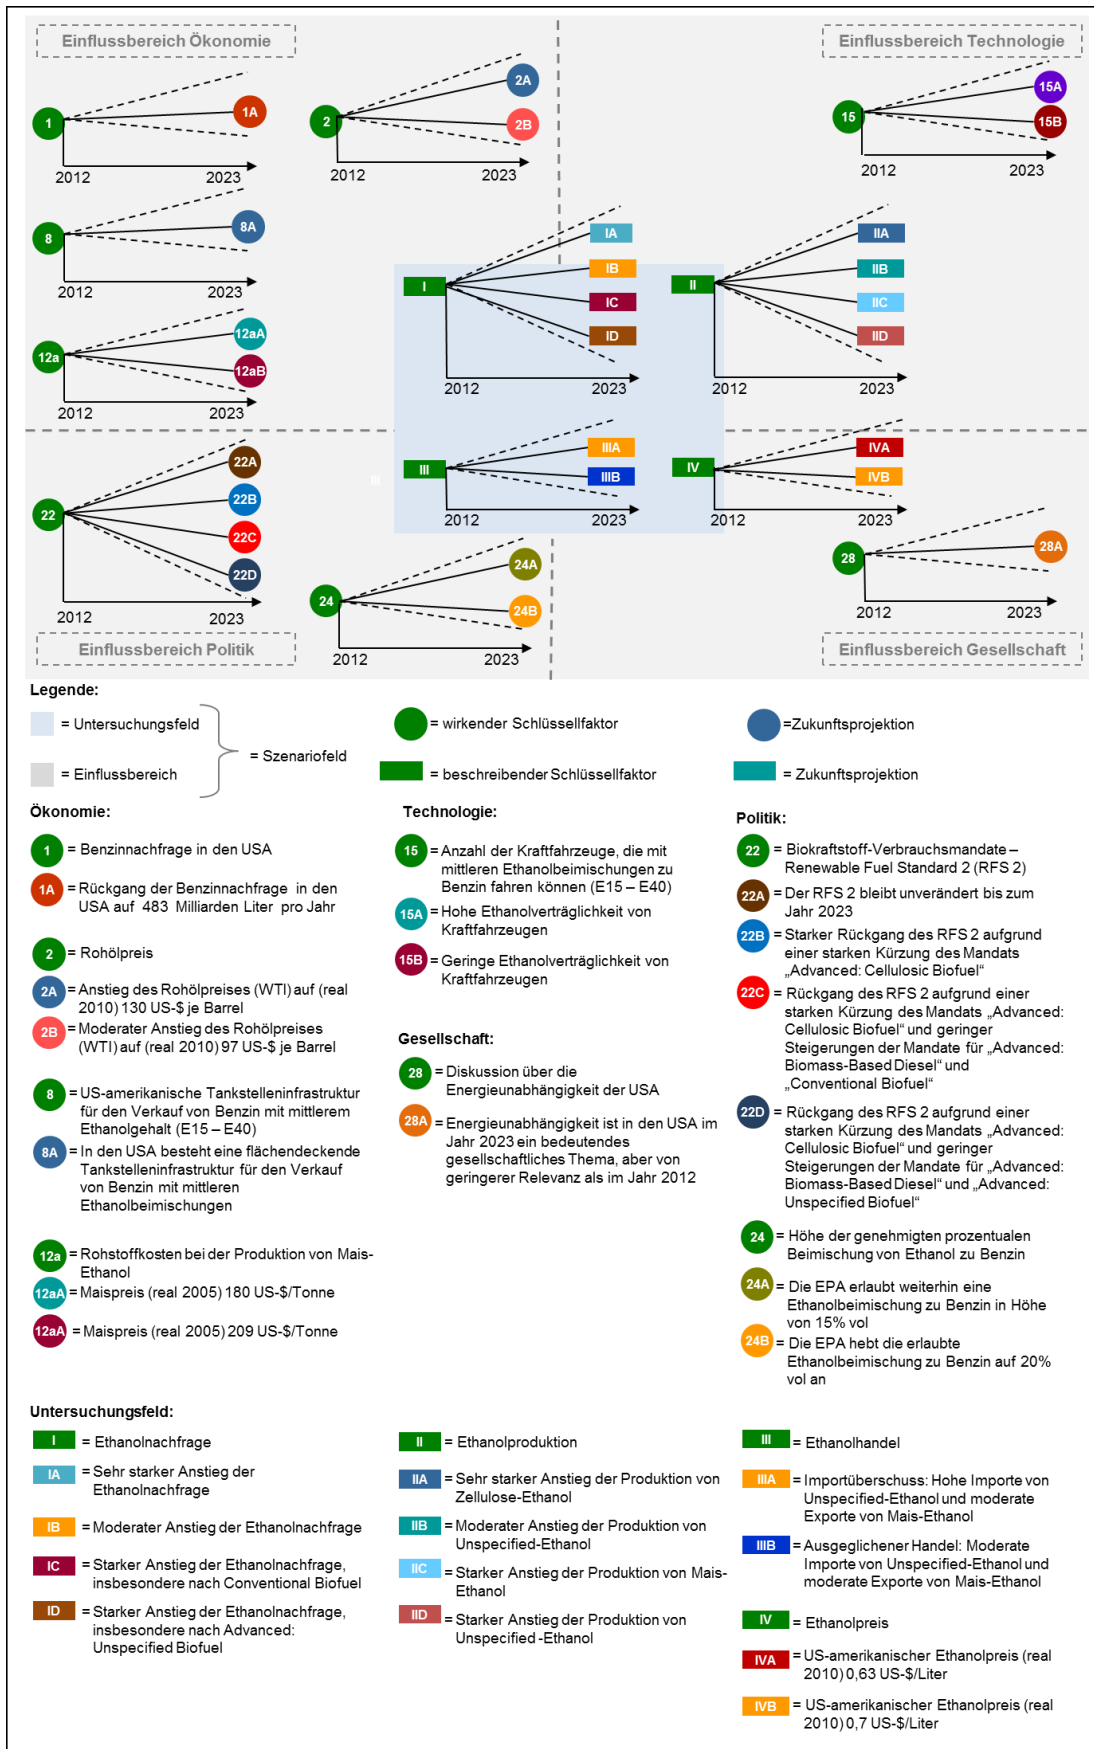 Einflussbereich Ökonomie
Einflussbereich Technologie
1
1A
2012
2023
2
2A
2B
2012
2023
15
15A
15B
2012
2023
8
8A
2012
2023
I
IA
IB
IC
ID
2012
2023
II
IIA
IIB
IIC
IID
2012
2023
12a
12aA
12aB
2012
2023
22
22A
22B
22C
22D
2012
2023
III
III
IIIA
IIIB
2012
2023
IV
IVA
IVB
2012
2023
24
24A
24B
2012
2023
28
28A
2012
2023
Einflussbereich Politik
Einflussbereich Gesellschaft
Legende:
= Untersuchungsfeld
= Einflussbereich
= Szenariofeld
= wirkender Schlüsselfaktor
= beschreibender Schlüsselfaktor
=Zukunftsprojektion
= Zukunftsprojektion
Ökonomie:
1 = Benzinnachfrage in den USA
1A = Rückgang der Benzinnachfrage in den
USA auf 483 Milliarden Liter pro Jahr
2 = Rohölpreis
2A = Anstieg des Rohölpreises (WTI) auf (real
2010) 130 US-$ je Barrel
2B = Moderater Anstieg des Rohölpreises
(WTI) auf (real 2010) 97 US-$ je Barrel
8 = US-amerikanische Tankstelleninfrastruktur
für den Verkauf von Benzin mit mittlerem
Ethanolgehalt (E15 – E40)
8A = In den USA besteht eine flächendeckende
Tankstelleninfrastruktur für den Verkauf
von Benzin mit mittleren
Ethanolbeimischungen
12a = Rohstoffkosten bei der Produktion von Mais-
Ethanol
12aA = Maispreis (real 2005) 180 US-$/Tonne
12aA = Maispreis (real 2005) 209 US-$/Tonne
Technologie:
15 = Anzahl der Kraftfahrzeuge, die mit
mittleren Ethanolbeimischungen zu
Benzin fahren können (E15 – E40)
15A = Hohe Ethanolverträglichkeit von
Kraftfahrzeugen
15B = Geringe Ethanolverträglichkeit von
Kraftfahrzeugen
Gesellschaft:
28 = Diskussion über die
Energieunabhängigkeit der USA
28A = Energieunabhängigkeit ist in den USA im
Jahr 2023 ein bedeutendes
gesellschaftliches Thema, aber von
geringerer Relevanz als im Jahr 2012
Politik:
22 = Biokraftstoff-Verbrauchsmandate –
Renewable Fuel Standard 2 (RFS 2)
22A = Der RFS 2 bleibt unverändert bis zum
Jahr 2023
22B = Starker Rückgang des RFS 2 aufgrund
einer starken Kürzung des Mandats
„Advanced: Cellulosic Biofuel“
22C = Rückgang des RFS 2 aufgrund einer
starken Kürzung des Mandats „Advanced:
Cellulosic Biofuel“ und geringer
Steigerungen der Mandate für „Advanced:
Biomass-Based Diesel“ und
„Conventional Biofuel“
22D = Rückgang des RFS 2 aufgrund einer
starken Kürzung des Mandats „Advanced:
Cellulosic Biofuel“ und geringer
Steigerungen der Mandate für „Advanced:
Biomass-Based Diesel“ und „Advanced:
Unspecified Biofuel“
24 = Höhe der genehmigten prozentualen
Beimischung von Ethanol zu Benzin
24A = Die EPA erlaubt weiterhin eine
Ethanolbeimischung zu Benzin in Höhe
von 15% vol
24B = Die EPA hebt die erlaubte
Ethanolbeimischung zu Benzin auf 20%
vol an
Untersuchungsfeld:
I = Ethanolnachfrage
IA = Sehr starker Anstieg der
Ethanolnachfrage
IB = Moderater Anstieg der Ethanolnachfrage
IC = Starker Anstieg der Ethanolnachfrage,
insbesondere nach Conventional Biofuel
ID = Starker Anstieg der Ethanolnachfrage,
insbesondere nach Advanced:
Unspecified Biofuel
II = Ethanolproduktion
IIA = Sehr starker Anstieg der Produktion von
Zellulose-Ethanol
IIB = Moderater Anstieg der Produktion von
Unspecified-Ethanol
IIC = Starker Anstieg der Produktion von Mais-
Ethanol
IID = Starker Anstieg der Produktion von
Unspecified -Ethanol
III = Ethanolhandel
IIIA = Importüberschuss: Hohe Importe von
Unspecified-Ethanol und moderate
Exporte von Mais-Ethanol
IIIB = Ausgeglichener Handel: Moderate
Importe von Unspecified-Ethanol und
moderate Exporte von Mais-Ethanol
IV = Ethanolpreis
IVA = US-amerikanischer Ethanolpreis (real
2010) 0,63 US-$/Liter
IVB = US-amerikanischer Ethanolpreis (real
2010) 0,7 US-$/Liter